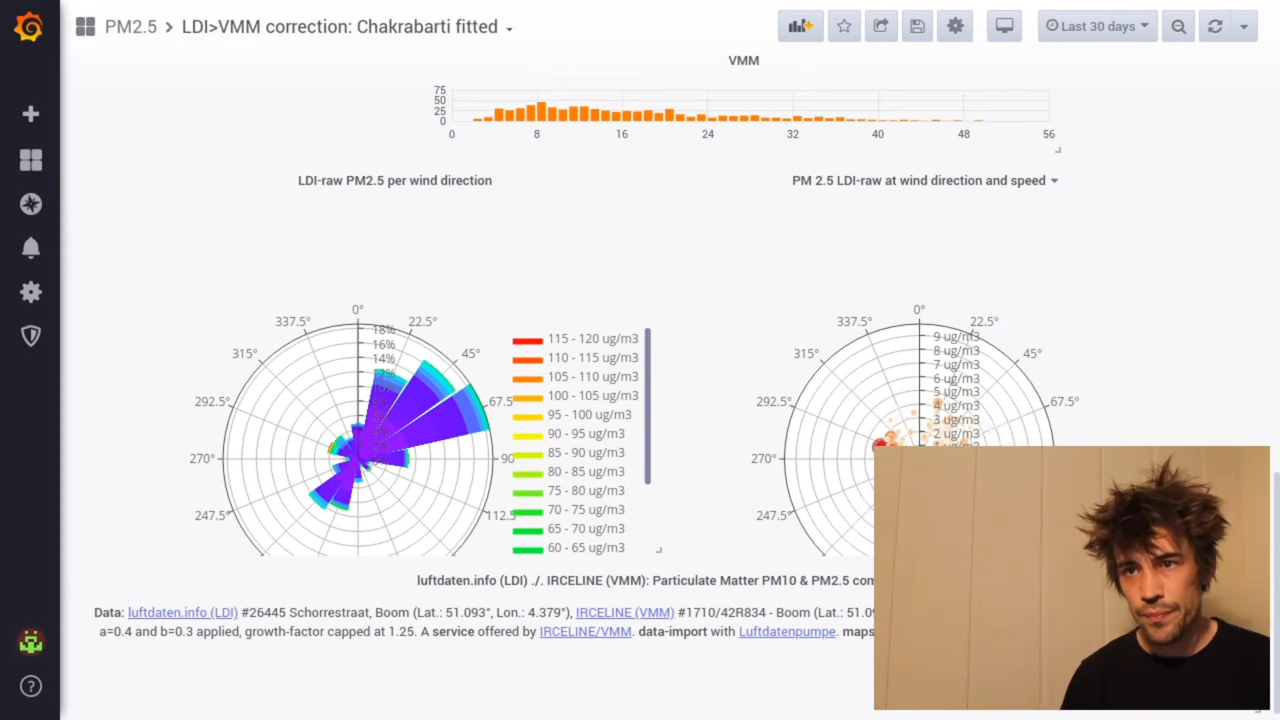 PM2.5 > LDI>VMM correction: Chakrabarti fitted
Last 30 days
VMM
75
50
25
0
0 8 16 24 32 40 48 56
LDI-raw PM2.5 per wind direction
PM 2.5 LDI-raw at wind direction and speed
0°
337.5° 22.5°
315° 45°
292.5° 67.5°
270° 90
247.5° 112.5
18%
16%
14%
12%
115 - 120 ug/m3
110 - 115 ug/m3
105 - 110 ug/m3
100 - 105 ug/m3
95 - 100 ug/m3
90 - 95 ug/m3
85 - 90 ug/m3
80 - 85 ug/m3
75 - 80 ug/m3
70 - 75 ug/m3
65 - 70 ug/m3
60 - 65 ug/m3
0°
337.5° 22.5°
315° 45°
292.5° 67.5°
270°
247.5°
9 ug/m3
8 ug/m3
7 ug/m3
6 ug/m3
5 ug/m3
4 ug/m3
3 ug/m3
2 ug/m3
luftdaten.info (LDI) ./. IRCELINE (VMM): Particulate Matter PM10 & PM2.5 com
Data: luftdaten.info (LDI) #26445 Schorrestraat, Boom (Lat.: 51.093°, Lon.: 4.379°), IRCELINE (VMM) #1710/42R834 - Boom (Lat.: 51.09
a=0.4 and b=0.3 applied, growth-factor capped at 1.25. A service offered by IRCELINE/VMM. data-import with Luftdatenpumpe. maps